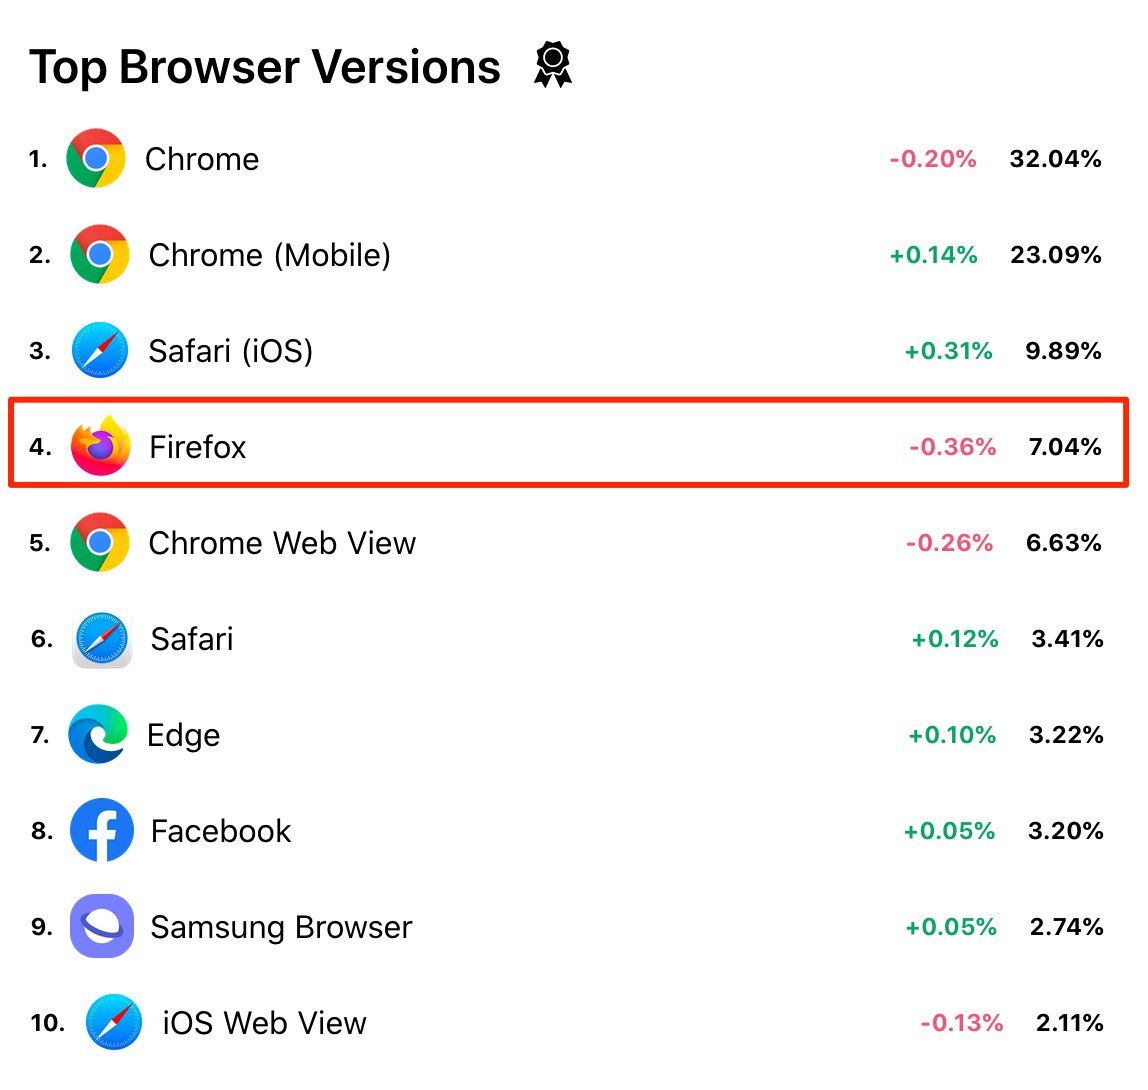 Top Browser Versions
1. Chrome -0.20% 32.04%
2. Chrome (Mobile) +0.14% 23.09%
3. Safari (iOS) +0.31% 9.89%
4. Firefox -0.36% 7.04%
5. Chrome Web View -0.26% 6.63%
6. Safari +0.12% 3.41%
7. Edge +0.10% 3.22%
8. Facebook +0.05% 3.20%
9. Samsung Browser +0.05% 2.74%
10. iOS Web View -0.13% 2.11%